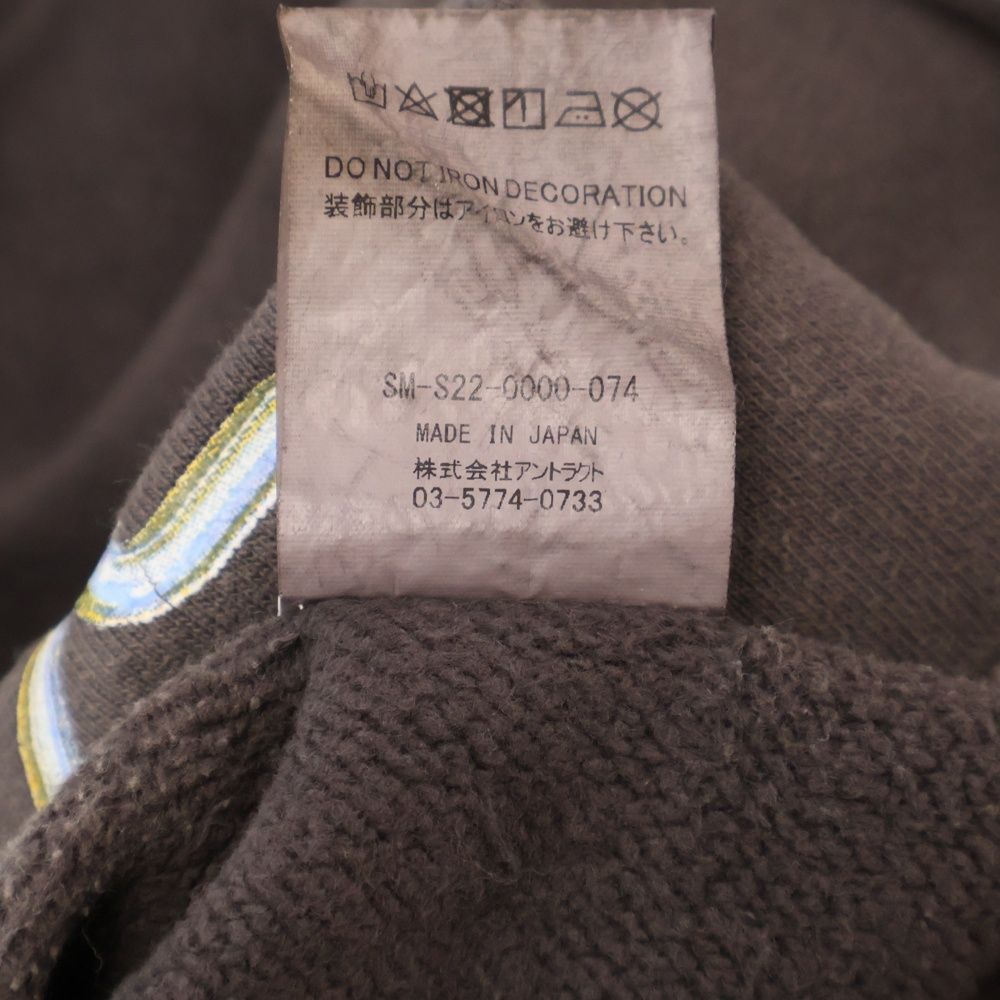 DO NOT IRON DECORATION
装飾部分はアイロンをお避け下さい。
SM-S22-0000-074
MADE IN JAPAN
株式会社アントラクト
03-5774-0733